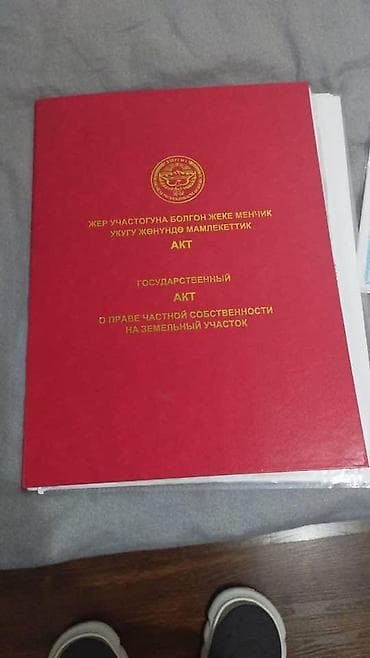 ЖЕР УЧАСТОГУНА БОЛГОН ЖЕКЕ МЕНЧИК
УКУГУ ЖӨНҮНДӨ МАМЛЕКЕТТИК
АКТ
ГОСУДАРСТВЕННЫЙ
АКТ
О ПРАВЕ ЧАСТНОЙ СОБСТВЕННОСТИ
НА ЗЕМЕЛЬНЫЙ УЧАСТОК